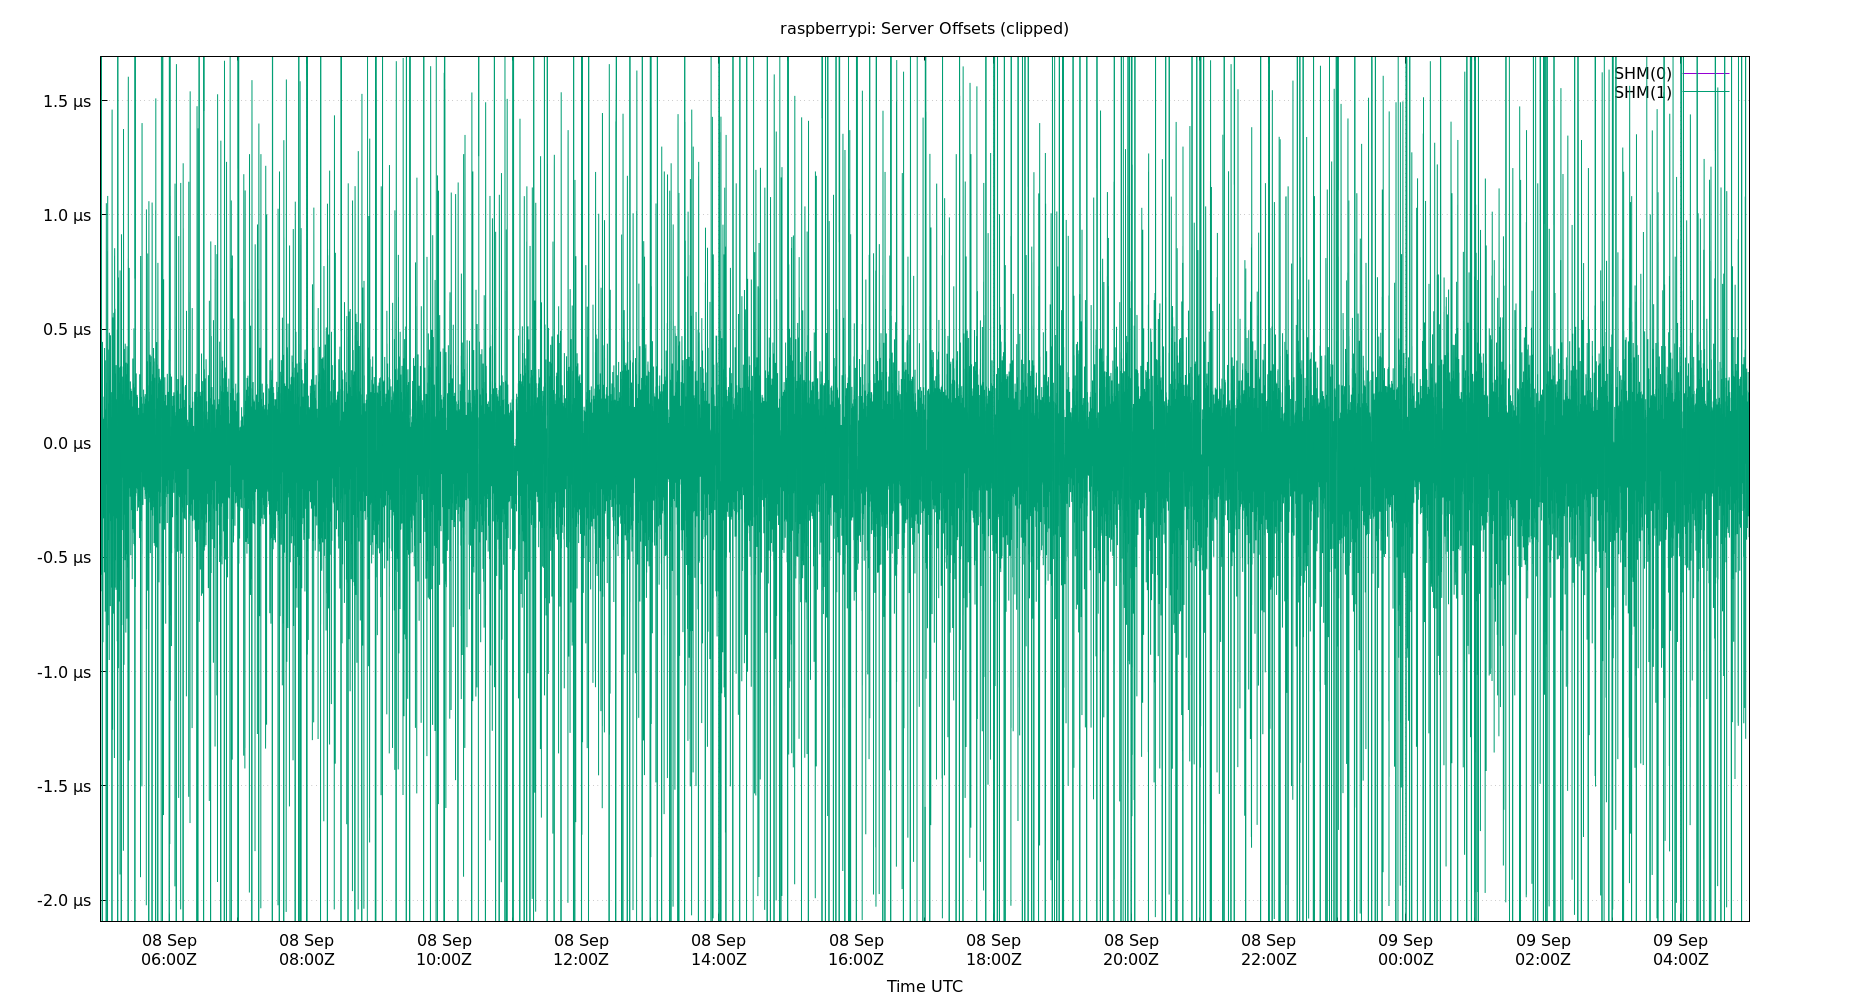 raspberrypi: Server Offsets (clipped)
SHM(0)
SHM(1)
1.5 µs
1.0 µs
0.5 µs
0.0 µs
-0.5 µs
-1.0 µs
-1.5 µs
-2.0 µs
08 Sep 08 Sep 08 Sep 08 Sep 08 Sep 08 Sep 08 Sep 08 Sep 08 Sep 09 Sep 09 Sep 09 Sep
06:00Z 08:00Z 10:00Z 12:00Z 14:00Z 16:00Z 18:00Z 20:00Z 22:00Z 00:00Z 02:00Z 04:00Z
Time UTC